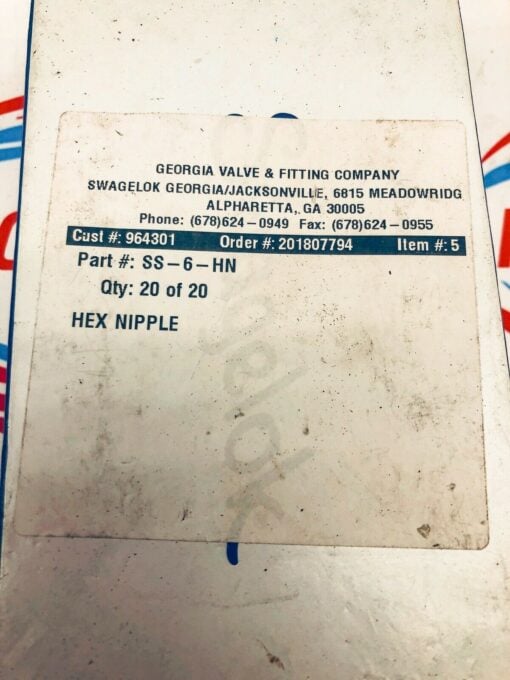 GEORGIA VALVE & FITTING COMPANY
SWAGELOK GEORGIA/JACKSONVILLE, 6815 MEADOWRIDG
ALPHARETTA, GA 30005
Phone: (678)624-0949 Fax: (678)624-0955
Cust #: 964301 Order #: 201807794 Item #: 5
Part #: SS-6-HN
Qty: 20 of 20
HEX NIPPLE
Swagelok